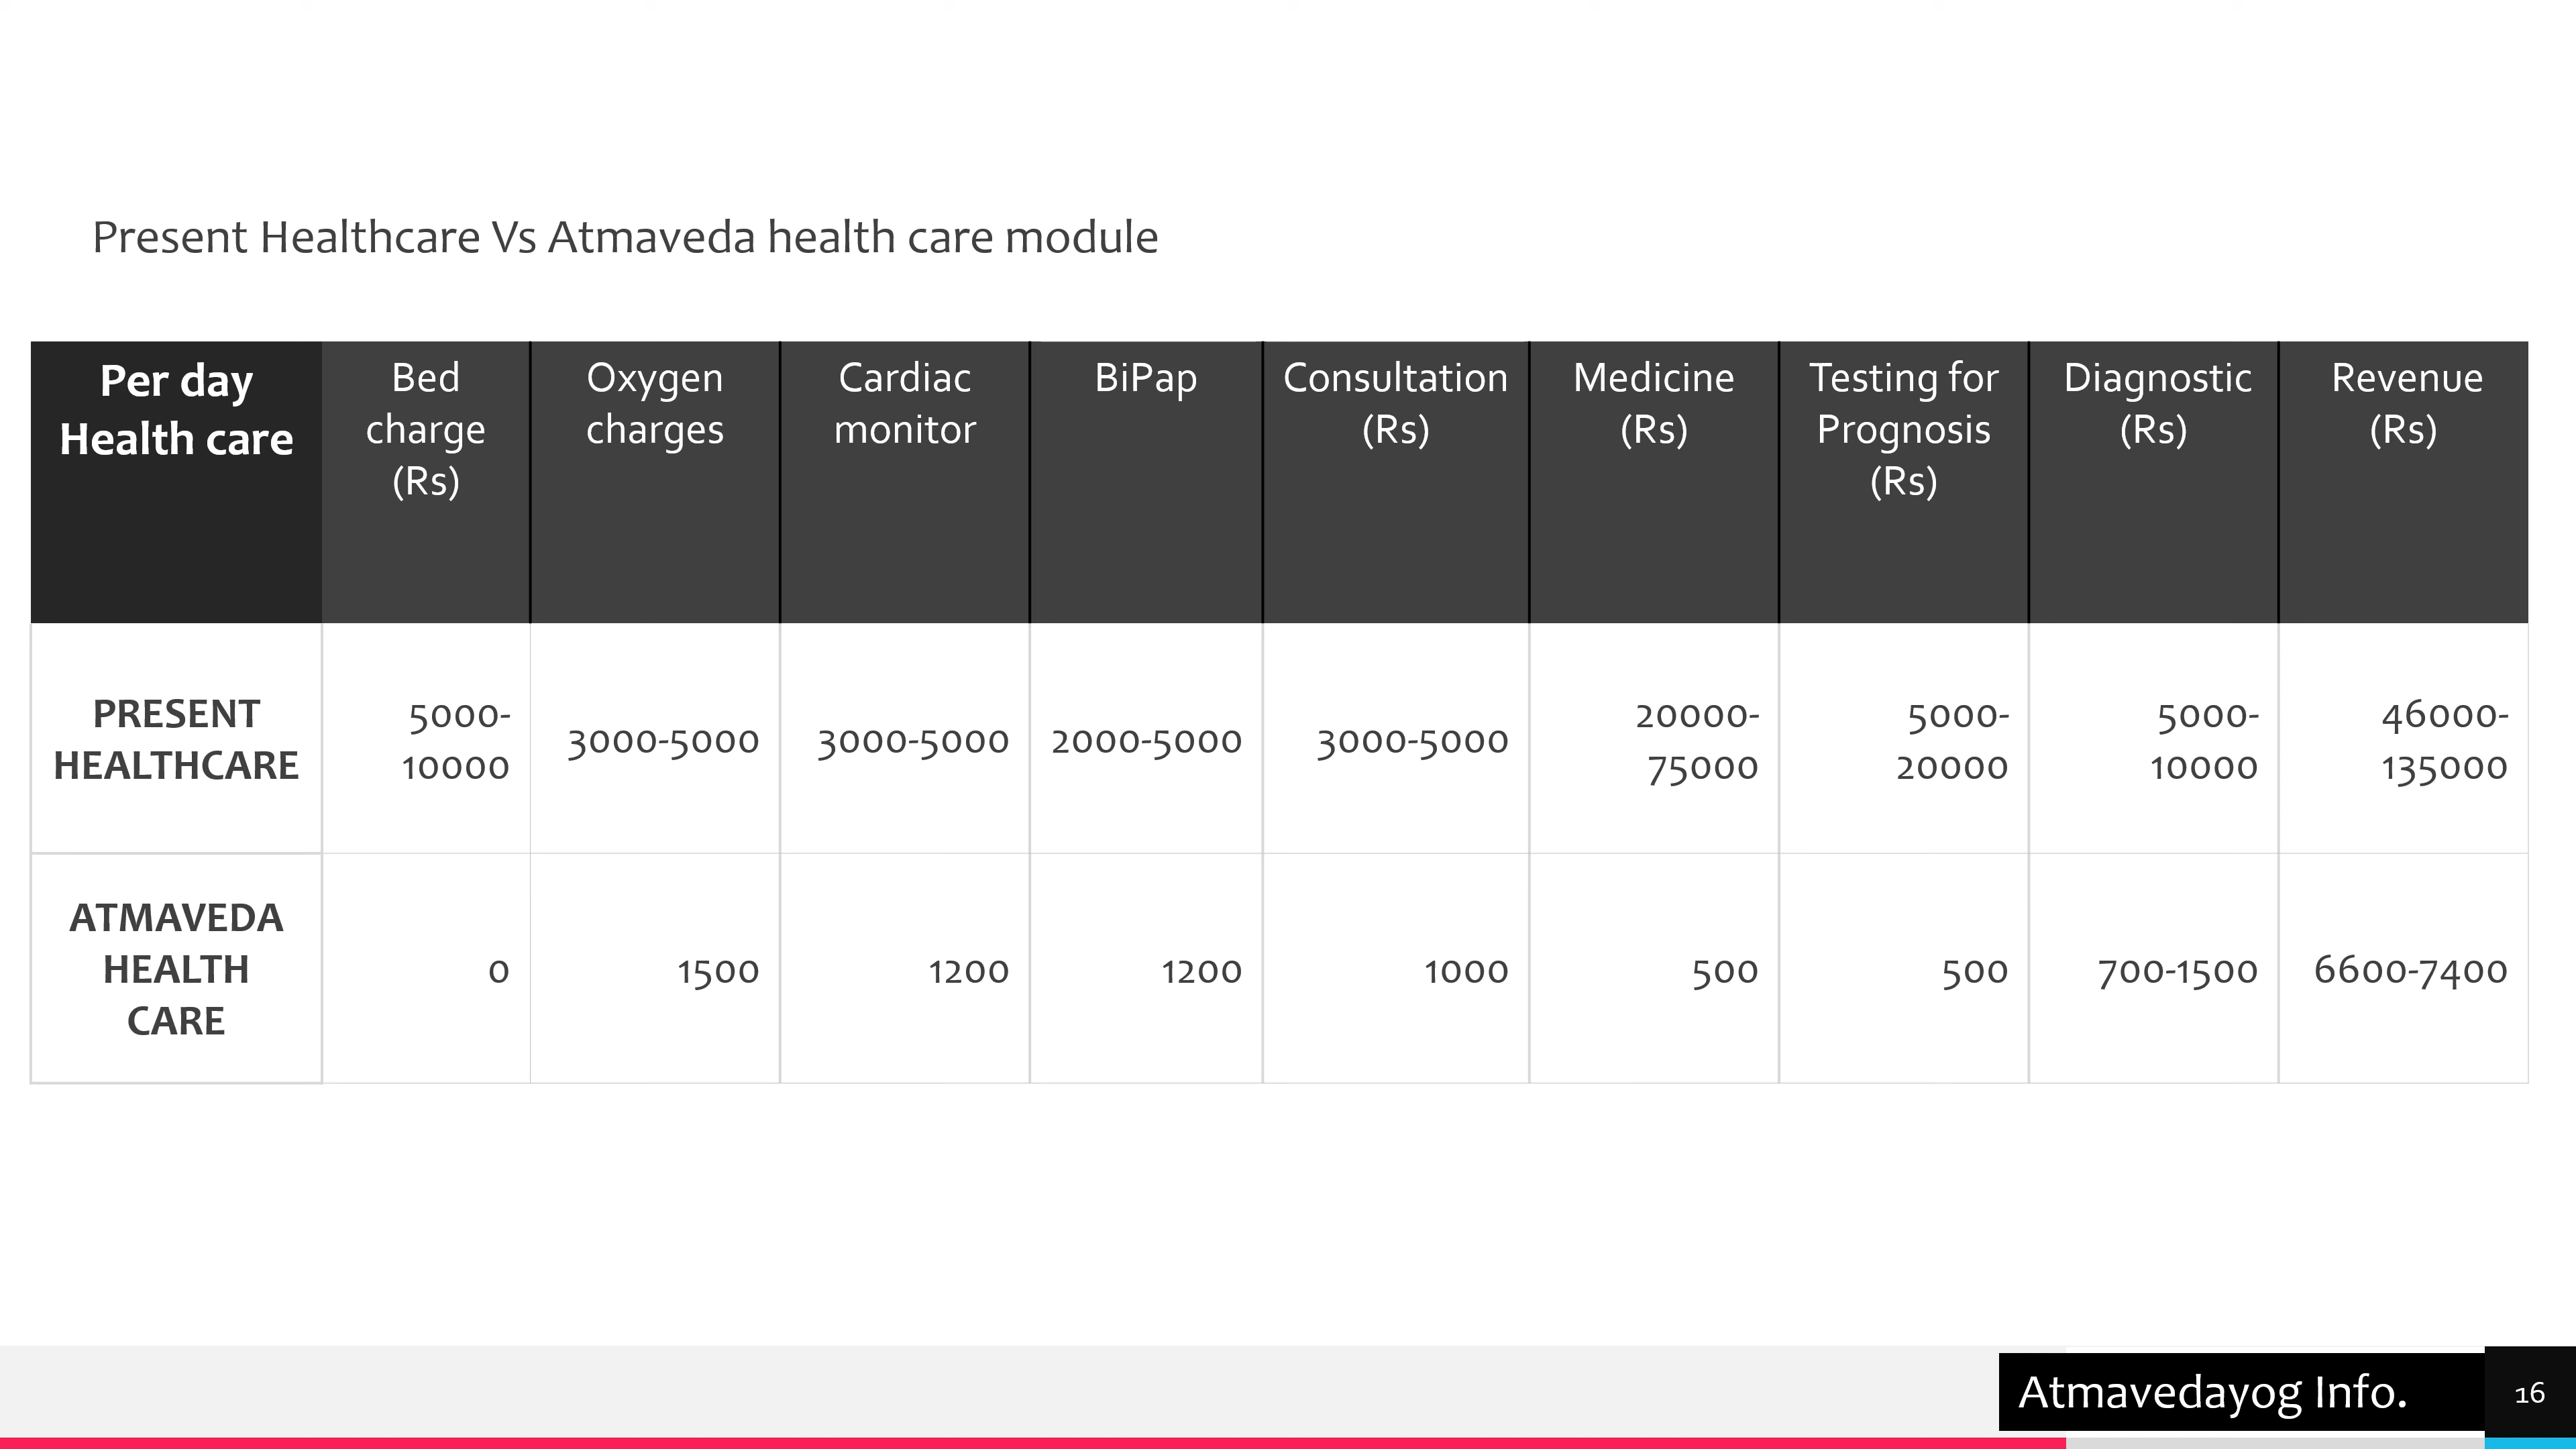 Present Healthcare Vs Atmaveda health care module
Per day
Health care
Bed
charge
(Rs)
Oxygen
charges
Cardiac
monitor
BiPap
Consultation
(Rs)
Medicine
(Rs)
Testing for
Prognosis
(Rs)
Diagnostic
(Rs)
Revenue
(Rs)
PRESENT
HEALTHCARE
5000-
10000
3000-5000
3000-5000
2000-5000
3000-5000
20000-
75000
5000-
20000
5000-
10000
46000-
135000
ATMAVEDA
HEALTH
CARE
0
1500
1200
1200
1000
500
500
700-1500
6600-7400
Atmavedayog Info.
16